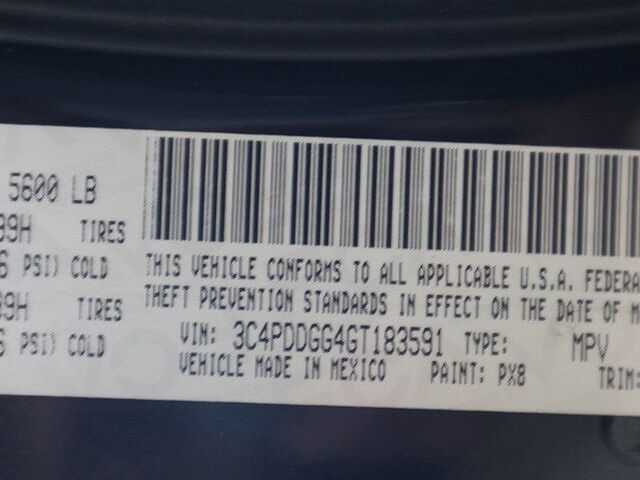 5600 LB
99H TIRES
PSI) COLD
THIS VEHICLE CONFORMS TO ALL APPLICABLE U.S.A. FEDERA
99H TIRES
THEFT PREVENTION STANDARDS IN EFFECT ON THE DATE OF M
PSI) COLD
VIN: 3C4PDDGG4GT183591 TYPE: MPV
VEHICLE MADE IN MEXICO PAINT: PX8 TRIM: